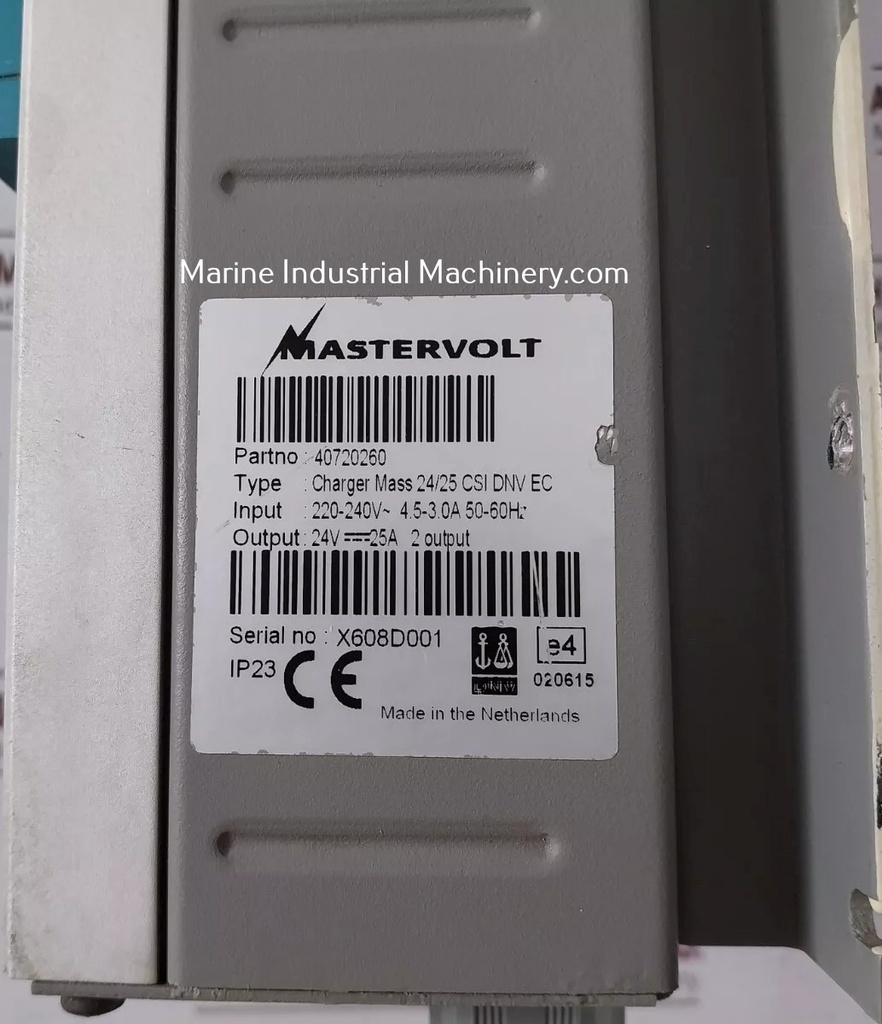 Marine Industrial Machinery.com
MASTERVOLT
Partno : 40720260
Type : Charger Mass 24/25 CSI DNV EC
Input : 220-240V~ 4.5-3.0A 50-60Hz
Output : 24V 25A 2 output
Serial no : X608D001
IP23 CE
e4
020615
Made in the Netherlands